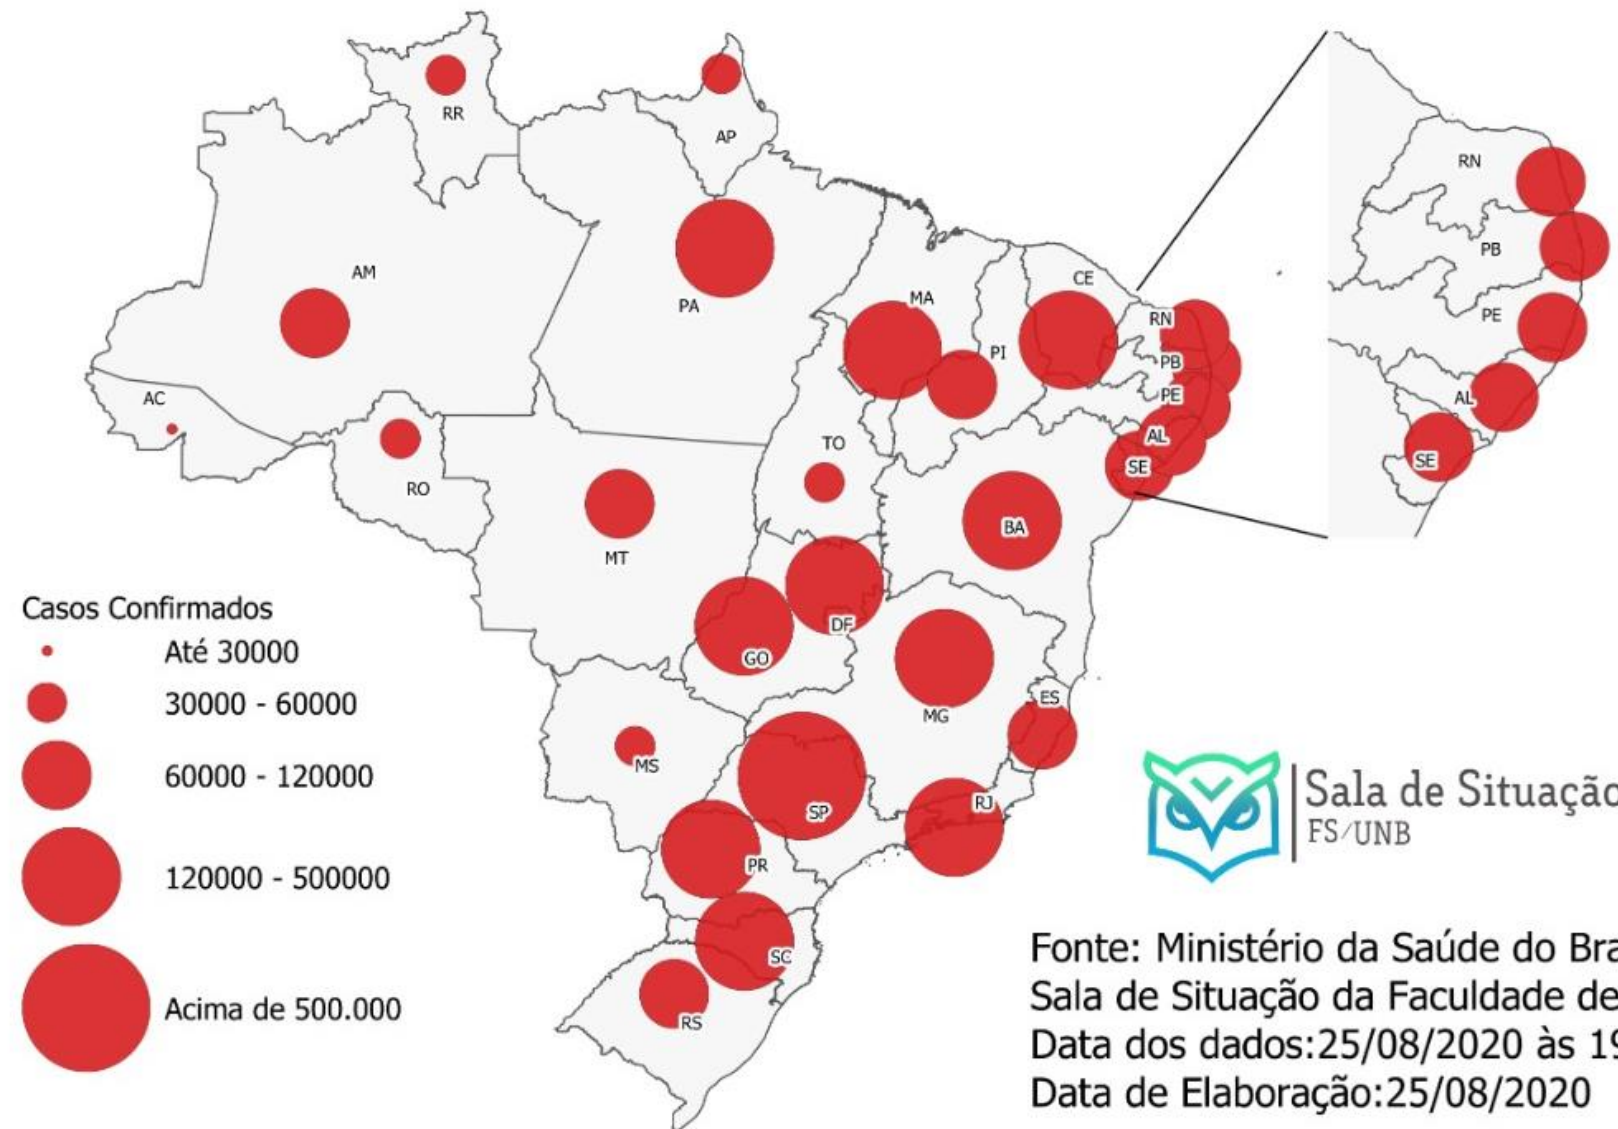 RR
AP
AM
PA
MA
CE
PI
RN
PB
PE
AL
SE
AC
RO
TO
MT
BA
DF
GO
MG
ES
MS
SP
RJ
PR
SC
RS
RN
PB
PE
AL
SE
Casos Confirmados
Até 30000
30000 - 60000
60000 - 120000
120000 - 500000
Acima de 500.000
Sala de Situação
FS/UNB
Fonte: Ministério da Saúde do
Sala de Situação da Faculdade de
Data dos dados:25/08/2020 às
Data de Elaboração:25/08/2020